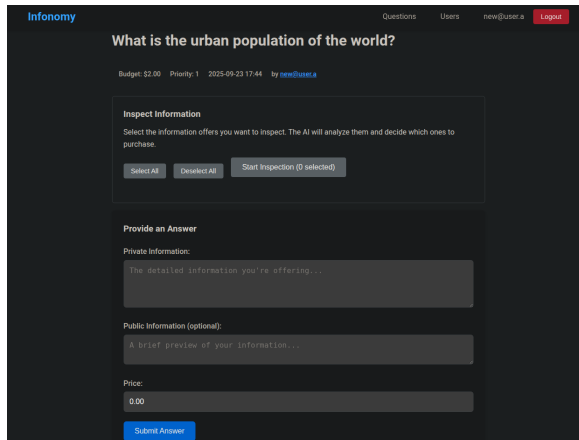 Infonomy
Questions
Users
new@user.a
Logout
What is the urban population of the world?
Budget: $2.00 Priority: 1 2025-09-23 17:44 by new@user.a
Inspect Information
Select the information offers you want to inspect. The AI will analyze them and decide which ones to
purchase.
Select All
Deselect All
Start Inspection (0 selected)
Provide an Answer
Private Information:
The detailed information you're offering...
Public Information (optional):
A brief preview of your information...
Price:
0.00
Submit Answer